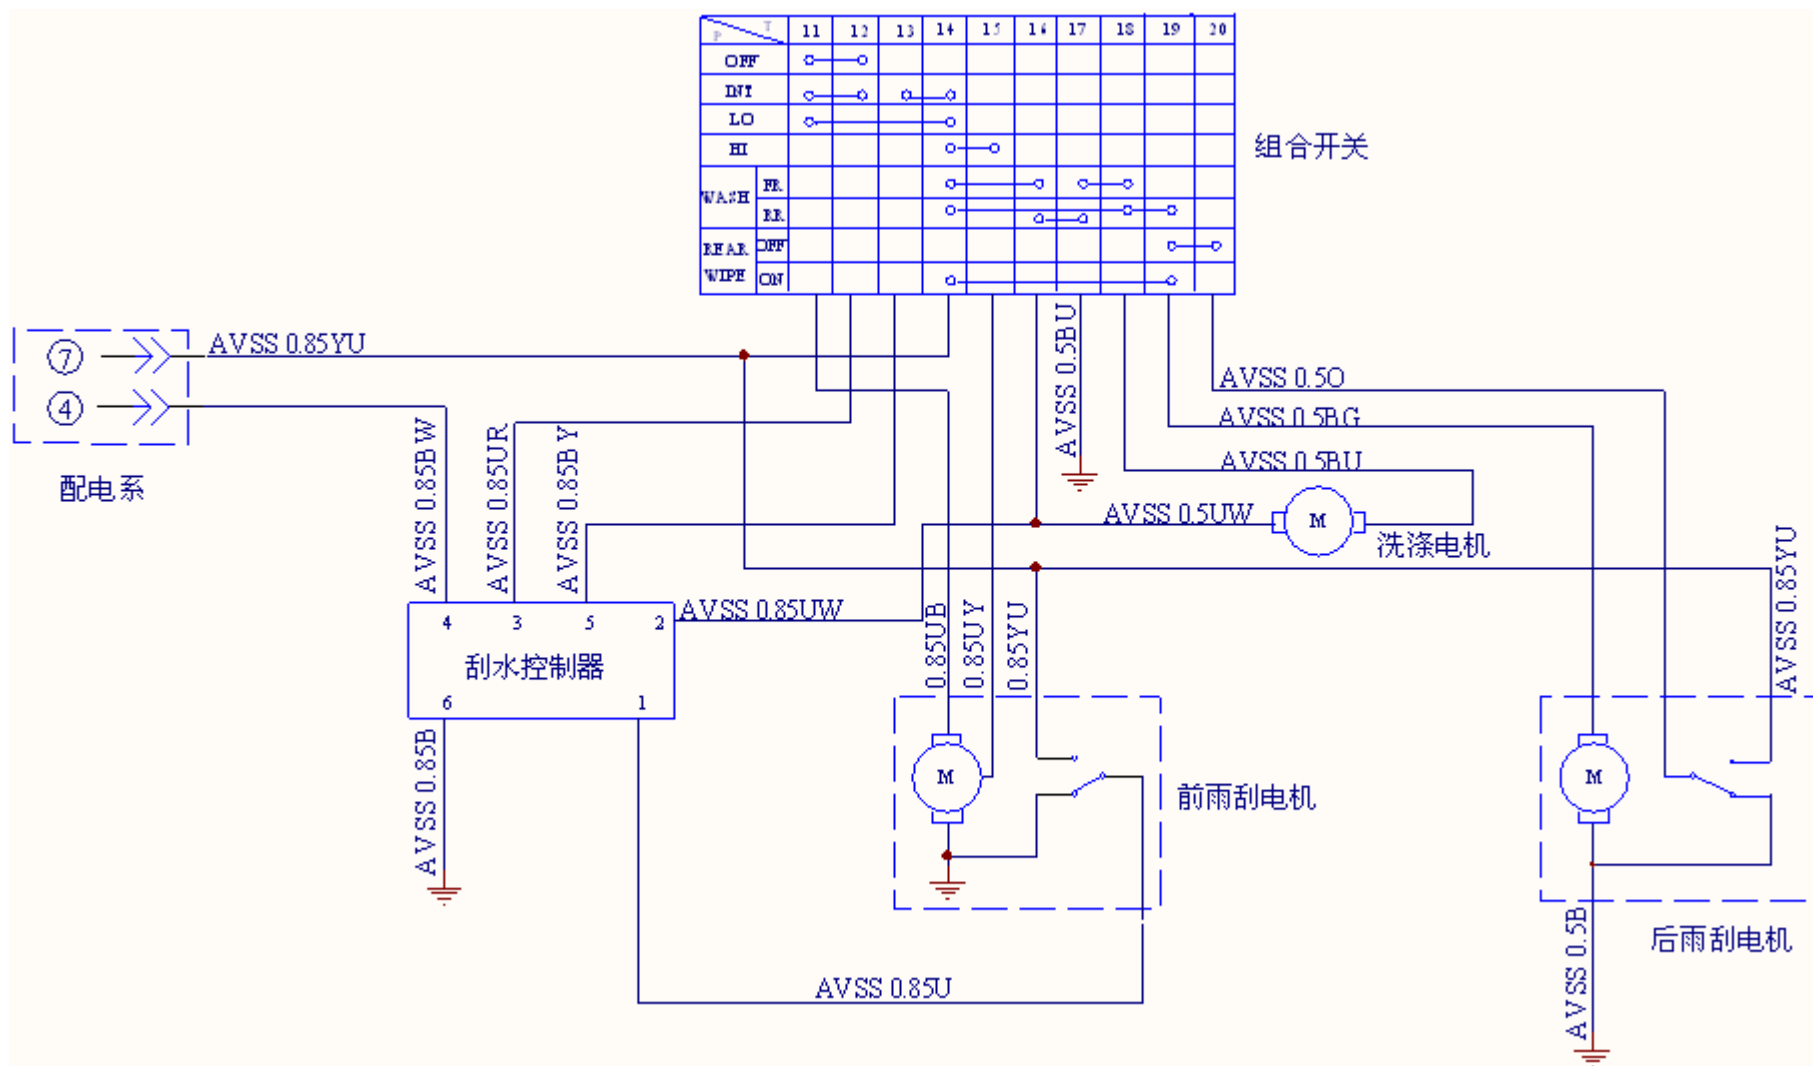 P T 11 12 13 14 15 16 17 18 19 20
OFF
INT
LO
HI
WASH FR
RR
REAR WIPE OFF
ON
组合开关
⑦ AVSS 0.85YU
④
配电系
AVSS 0.85BW
AVSS 0.85UR
AVSS 0.85BY
AVSS 0.5BU
AVSS 0.5O
AVSS 0.5BG
AVSS 0.5BU
AVSS 0.5UW
M
洗涤电机
AVSS 0.85YU
4 3 5 2
AVSS 0.85UW
刮水控制器
6 1
0.85UB
0.85UY
0.85YU
AVSS 0.85B
M
前雨刮电机
M
后雨刮电机
AVSS 0.85U
AVSS 0.5B